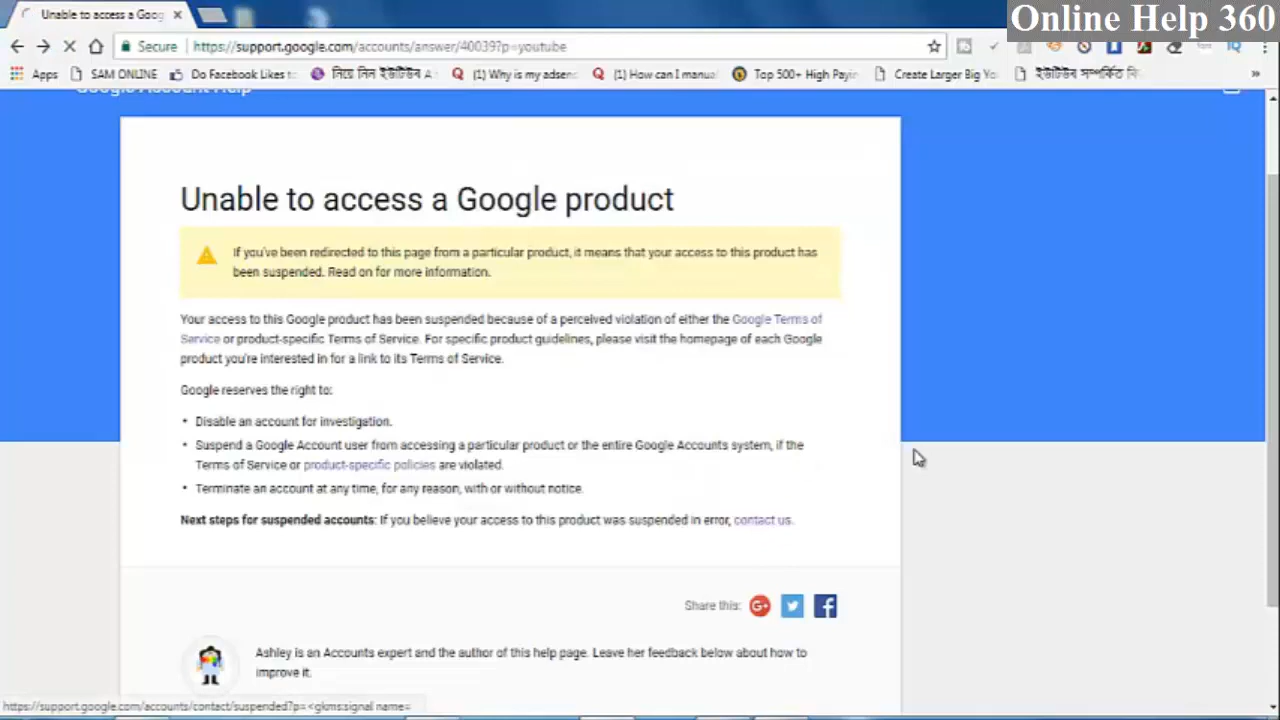 Online Help 360
Unable to access a Goog
Secure https://support.google.com/accounts/answer/40039?p=youtube
Apps SAM ONLINE Do Facebook Likes t নিয়ে নিন ইউটিউব (1) Why is my adsen (1) How can I manua Top 500+ High Payin Create Larger Big Yo ইউটিউব সম্পর্কিত »
Google Account Help
Unable to access a Google product
If you've been redirected to this page from a particular product, it means that your access to this product has
been suspended. Read on for more information.
Your access to this Google product has been suspended because of a perceived violation of either the Google Terms of
Service or product-specific Terms of Service. For specific product guidelines, please visit the homepage of each Google
product you're interested in for a link to its Terms of Service.
Google reserves the right to:
• Disable an account for investigation.
• Suspend a Google Account user from accessing a particular product or the entire Google Accounts system, if the
Terms of Service or product-specific policies are violated.
• Terminate an account at any time, for any reason, with or without notice.
Next steps for suspended accounts: If you believe your access to this product was suspended in error, contact us.
Share this: G+
Ashley is an Accounts expert and the author of this help page. Leave her feedback below about how to
improve it.
https://support.google.com/accounts/contact/suspended?p=<gkms:signal name=